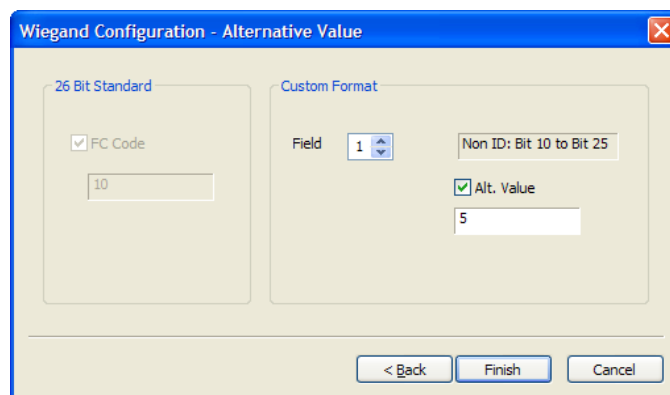 Wiegand Configuration - Alternative Value
26 Bit Standard
FC Code
10
Custom Format
Field
1
Non ID: Bit 10 to Bit 25
Alt. Value
5
< Back
Finish
Cancel